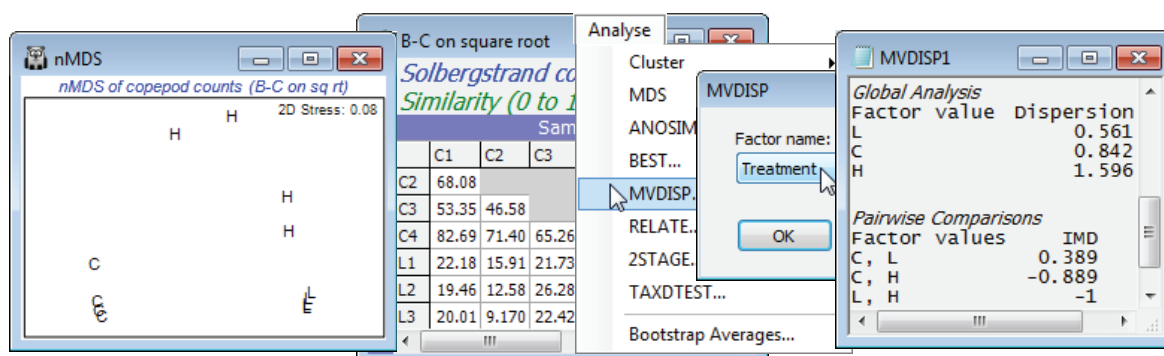 nMDS
nMDS of copepod counts (B-C on sq rt)
2D Stress: 0.08
H
H
H
H
C
C
C
C
L
L
B-C on square root
Solbergstrand co
Similarity (0 to 1
Sam
C1 C2 C3
C2 68.08
C3 53.35 46.58
C4 82.69 71.40 65.26
L1 22.18 15.91 21.73
L2 19.46 12.58 26.28
L3 20.01 9.170 22.42
Analyse
Cluster
MDS
ANOSIM
BEST...
MVDISP.
RELATE..
2STAGE..
TAXDTEST...
Bootstrap Averages...
MVDISP
Factor name:
Treatment
OK
MVDISP1
Global Analysis
Factor value Dispersion
L 0.561
C 0.842
H 1.596
Pairwise Comparisons
Factor values IMD
C, L 0.389
C, H -0.889
L, H -1